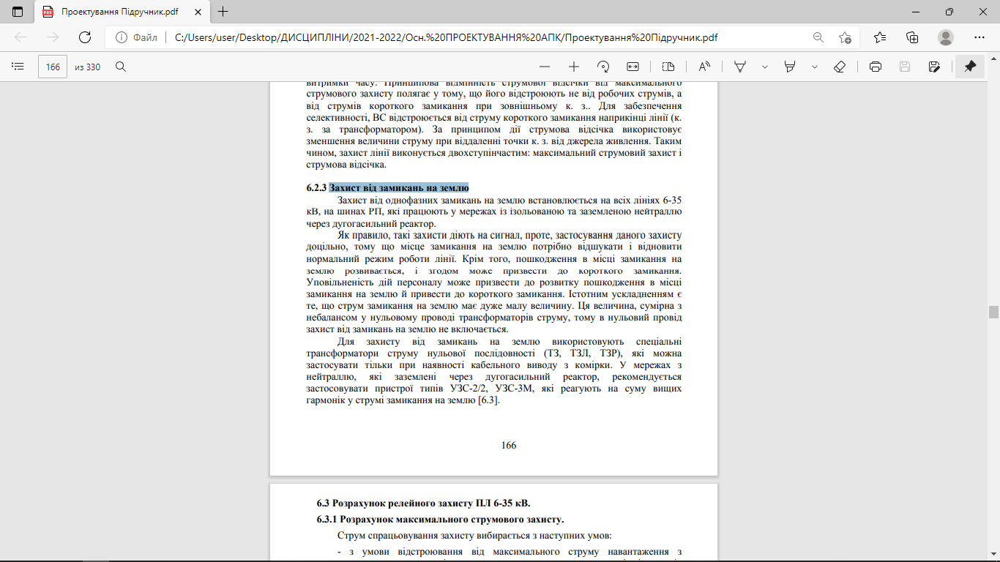 Проектування Підручник.pdf
Файл
C:/Users/user/Desktop/ДИСЦИПЛІНИ/2021-2022/Осн.%20ПРОЕКТУВАННЯ%20АПК/Проектування%20Підручник.pdf
166 из 330
витримки часу. Принципова відмінність струмової відсічки від максимального
струмового захисту полягає у тому, що його відстроюють не від робочих струмів, а
від струмів короткого замикання при зовнішньому к. з.. Для забезпечення
селективності, ВС відстроюється від струму короткого замикання наприкінці лінії (к.
з. за трансформатором). За принципом дії струмова відсічка використовує
зменшення величини струму при віддаленні точки к. з. від джерела живлення. Таким
чином, захист лінії виконується двохступінчастим: максимальний струмовий захист і
струмова відсічка.
6.2.3 Захист від замикань на землю
Захист від однофазних замикань на землю встановлюється на всіх лініях 6-35
кВ, на шинах РП, які працюють у мережах із ізольованою та заземленою нейтраллю
через дугогасильний реактор.
Як правило, такі захисти діють на сигнал, проте, застосування даного захисту
доцільно, тому що місце замикання на землю потрібно відшукати і відновити
нормальний режим роботи лінії. Крім того, пошкодження в місці замикання на
землю розвивається, і згодом може призвести до короткого замикання.
Уповільненість дій персоналу може призвести до розвитку пошкодження в місці
замикання на землю й привести до короткого замикання. Істотним ускладненням є
те, що струм замикання на землю має дуже малу величину. Ця величина, сумірна з
небалансом у нульовому проводі трансформаторів струму, тому в нульовий провід
захист від замикань на землю не включається.
Для захисту від замикань на землю використовують спеціальні
трансформатори струму нульової послідовності (ТЗ, ТЗЛ, ТЗР), які можна
застосувати тільки при наявності кабельного виводу з комірки. У мережах з
нейтраллю, які заземлені через дугогасильний реактор, рекомендується
застосовувати пристрої типів УЗС-2/2, УЗС-3М, які реагують на суму вищих
гармонік у струмі замикання на землю [6.3].
166
6.3 Розрахунок релейного захисту ПЛ 6-35 кВ.
6.3.1 Розрахунок максимального струмового захисту.
Струм спрацьовування захисту вибирається з наступних умов:
- з умови відстроювання від максимального струму навантаження з